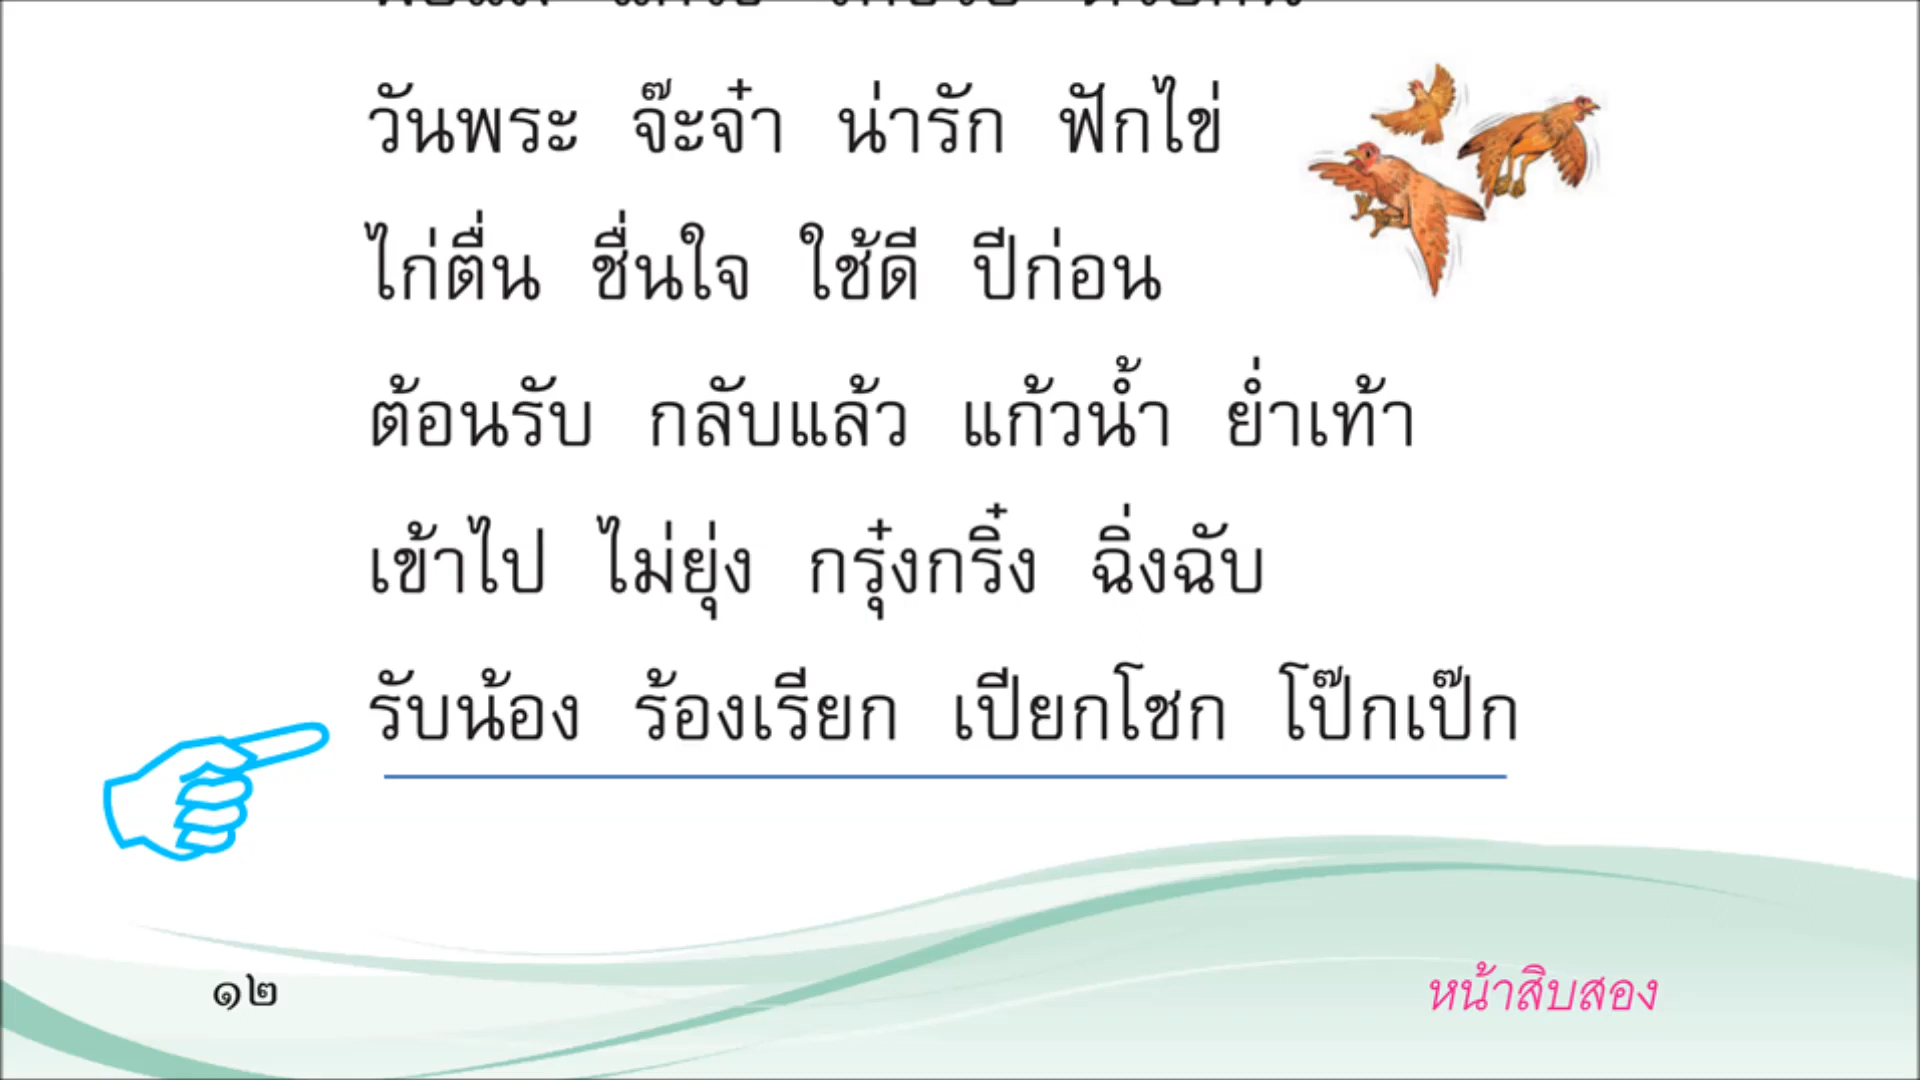 วันพระ จ๊ะจ๋า น่ารัก ฟักไข่
ไก่ตื่น ชื่นใจ ใช้ดี ปีก่อน
ต้อนรับ กลับแล้ว แก้วน้ำ ย่ำเท้า
เข้าไป ไม่ยุ่ง กรุ๋งกริ๋ง ฉิ่งฉับ
รับน้อง ร้องเรียก เปียกโชก โป๊กเป๊ก
๑๒
หน้าสิบสอง